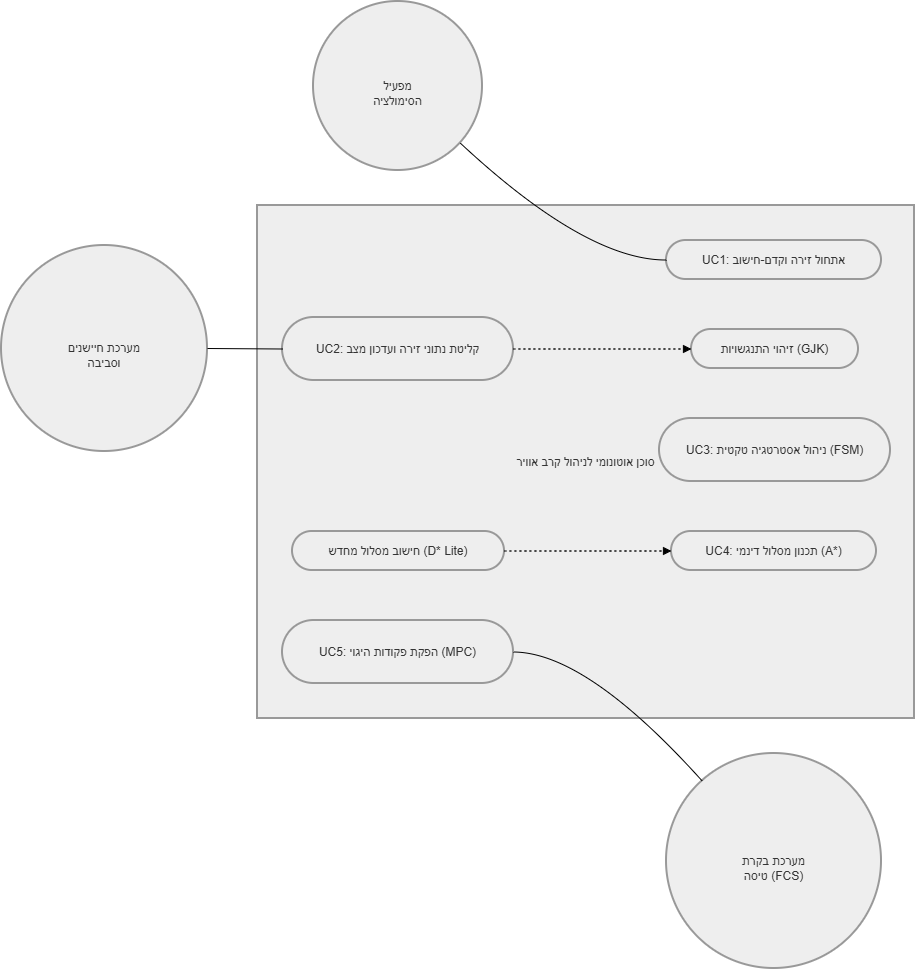 מפעיל
הסימולציה
UC1: אתחול זירה וקדם-חישוב
מערכת חיישנים
וסביבה
UC2: קליטת נתוני זירה ועדכון מצב
זיהוי התנגשויות (GJK)
UC3: ניהול אסטרטגיה טקטית (FSM)
סוכן אוטונומי לניהול קרב אוויר
חישוב מסלול מחדש (D* Lite)
UC4: תכנון מסלול דינמי (A*)
UC5: הפקת פקודות היגוי (MPC)
מערכת בקרת
טיסה (FCS)